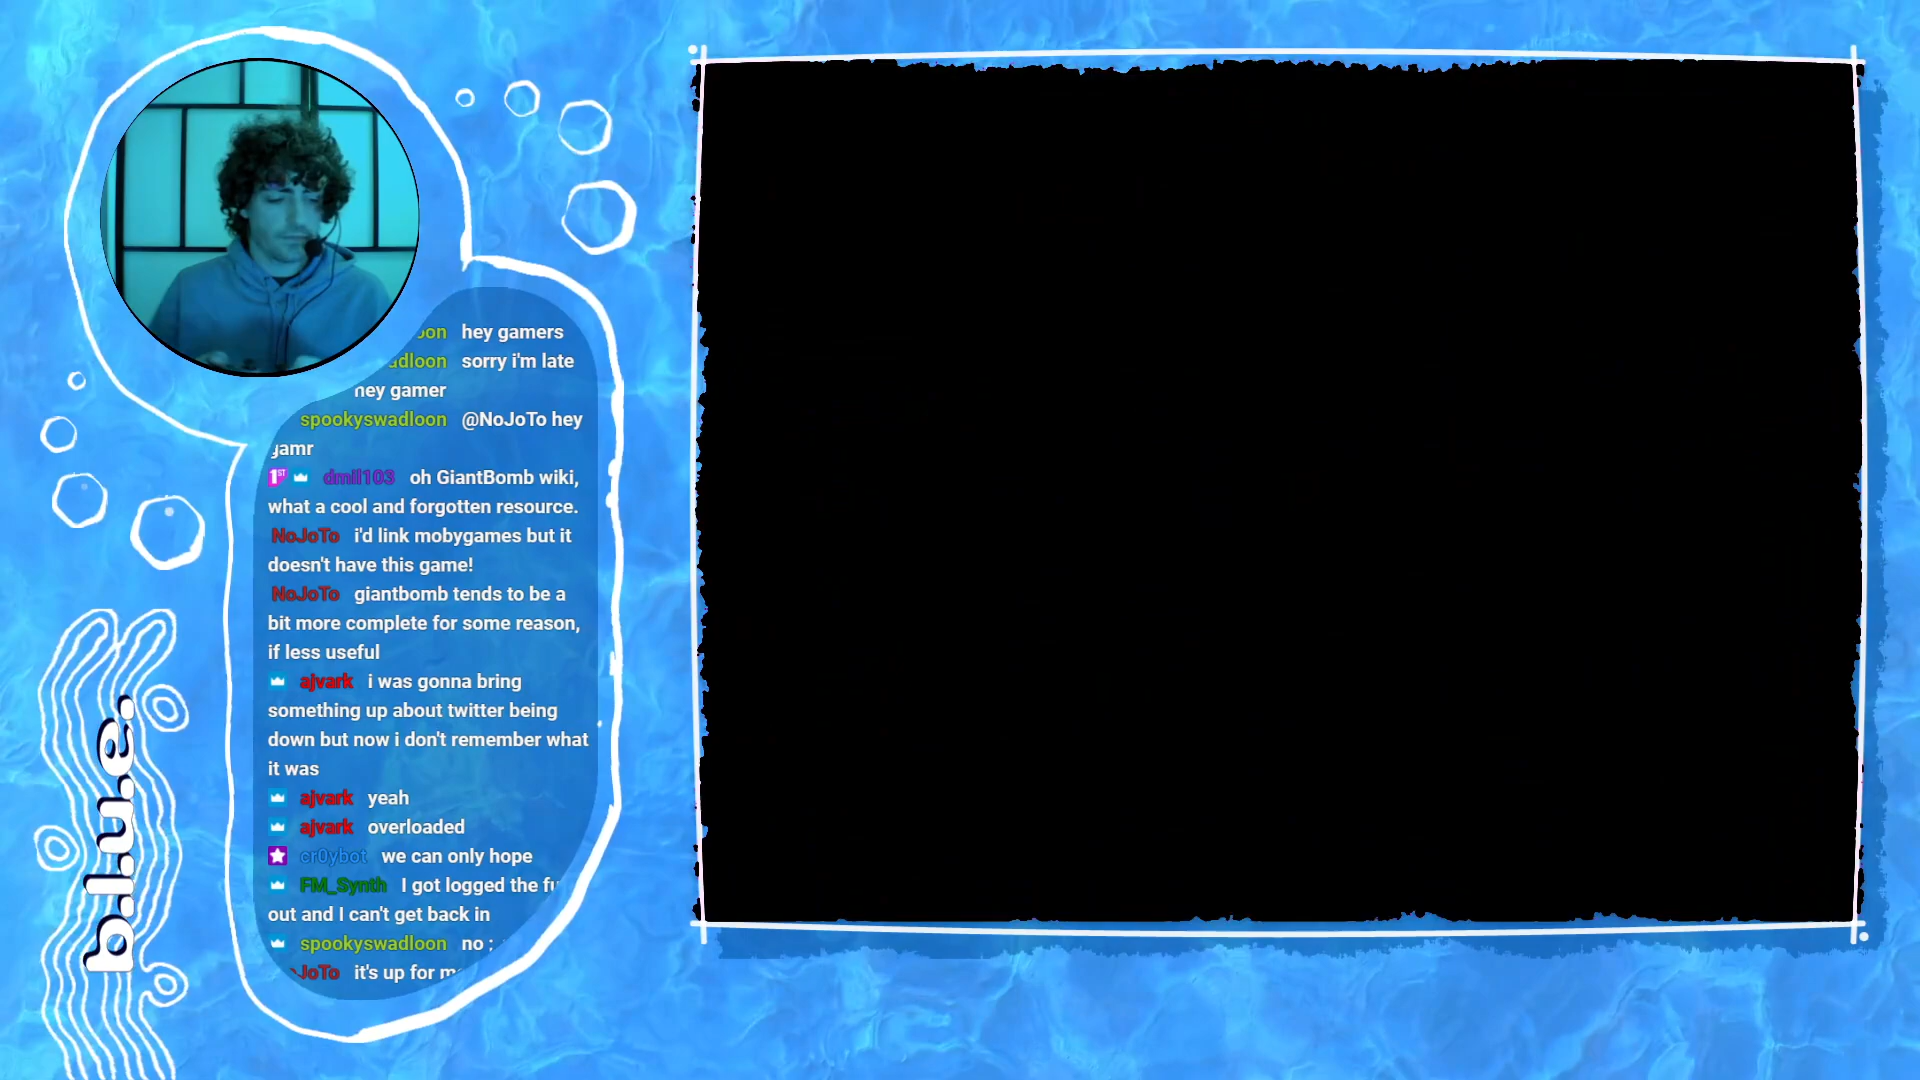 hey gamers
sorry i'm late
hey gamer
spookyswadloon @NoJoTo hey
gamr
1ST dmil103 oh GiantBomb wiki,
what a cool and forgotten resource.
NoJoTo i'd link mobygames but it
doesn't have this game!
NoJoTo giantbomb tends to be a
bit more complete for some reason,
if less useful
ajvark i was gonna bring
something up about twitter being
down but now i don't remember what
it was
ajvark yeah
ajvark overloaded
cr0ybot we can only hope
FM_Synth I got logged the
out and I can't get back in
spookyswadloon no :
it's up for
b.l.u.e.